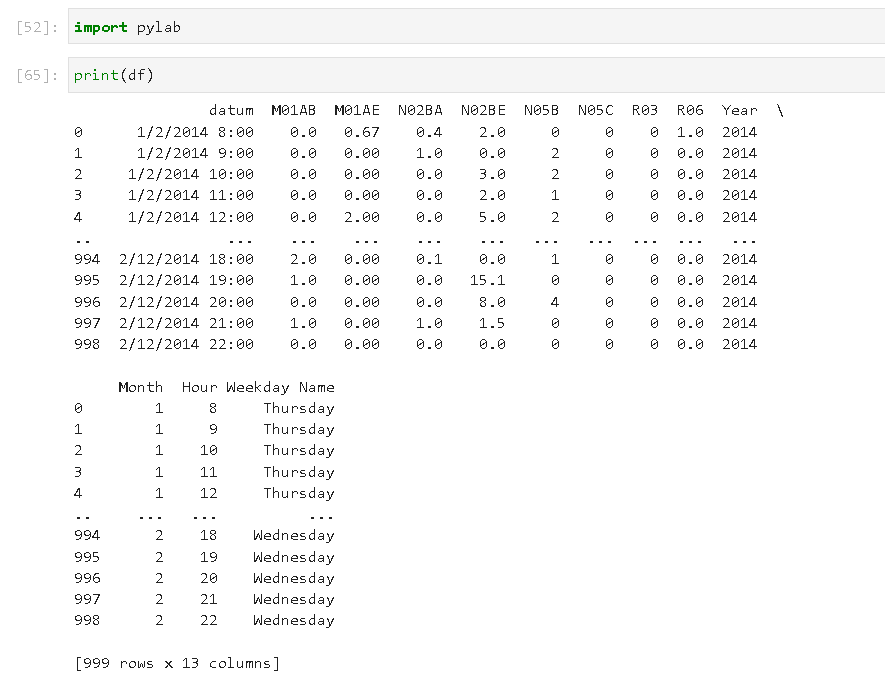 [52]: import pylab
[65]: print(df)
datum M01AB M01AE N02BA N02BE N05B N05C R03 R06 Year \
0 1/2/2014 8:00 0.0 0.67 0.4 2.0 0 0 0 1.0 2014
1 1/2/2014 9:00 0.0 0.00 1.0 0.0 2 0 0 0.0 2014
2 1/2/2014 10:00 0.0 0.00 0.0 3.0 2 0 0 0.0 2014
3 1/2/2014 11:00 0.0 0.00 0.0 2.0 1 0 0 0.0 2014
4 1/2/2014 12:00 0.0 2.00 0.0 5.0 2 0 0 0.0 2014
.. ... ... ... ... ... ... ... ... ... ...
994 2/12/2014 18:00 2.0 0.00 0.1 0.0 1 0 0 0.0 2014
995 2/12/2014 19:00 1.0 0.00 0.0 15.1 0 0 0 0.0 2014
996 2/12/2014 20:00 0.0 0.00 0.0 8.0 4 0 0 0.0 2014
997 2/12/2014 21:00 1.0 0.00 1.0 1.5 0 0 0 0.0 2014
998 2/12/2014 22:00 0.0 0.00 0.0 0.0 0 0 0 0.0 2014
Month Hour Weekday Name
0 1 8 Thursday
1 1 9 Thursday
2 1 10 Thursday
3 1 11 Thursday
4 1 12 Thursday
.. ... ... ...
994 2 18 Wednesday
995 2 19 Wednesday
996 2 20 Wednesday
997 2 21 Wednesday
998 2 22 Wednesday
[999 rows x 13 columns]